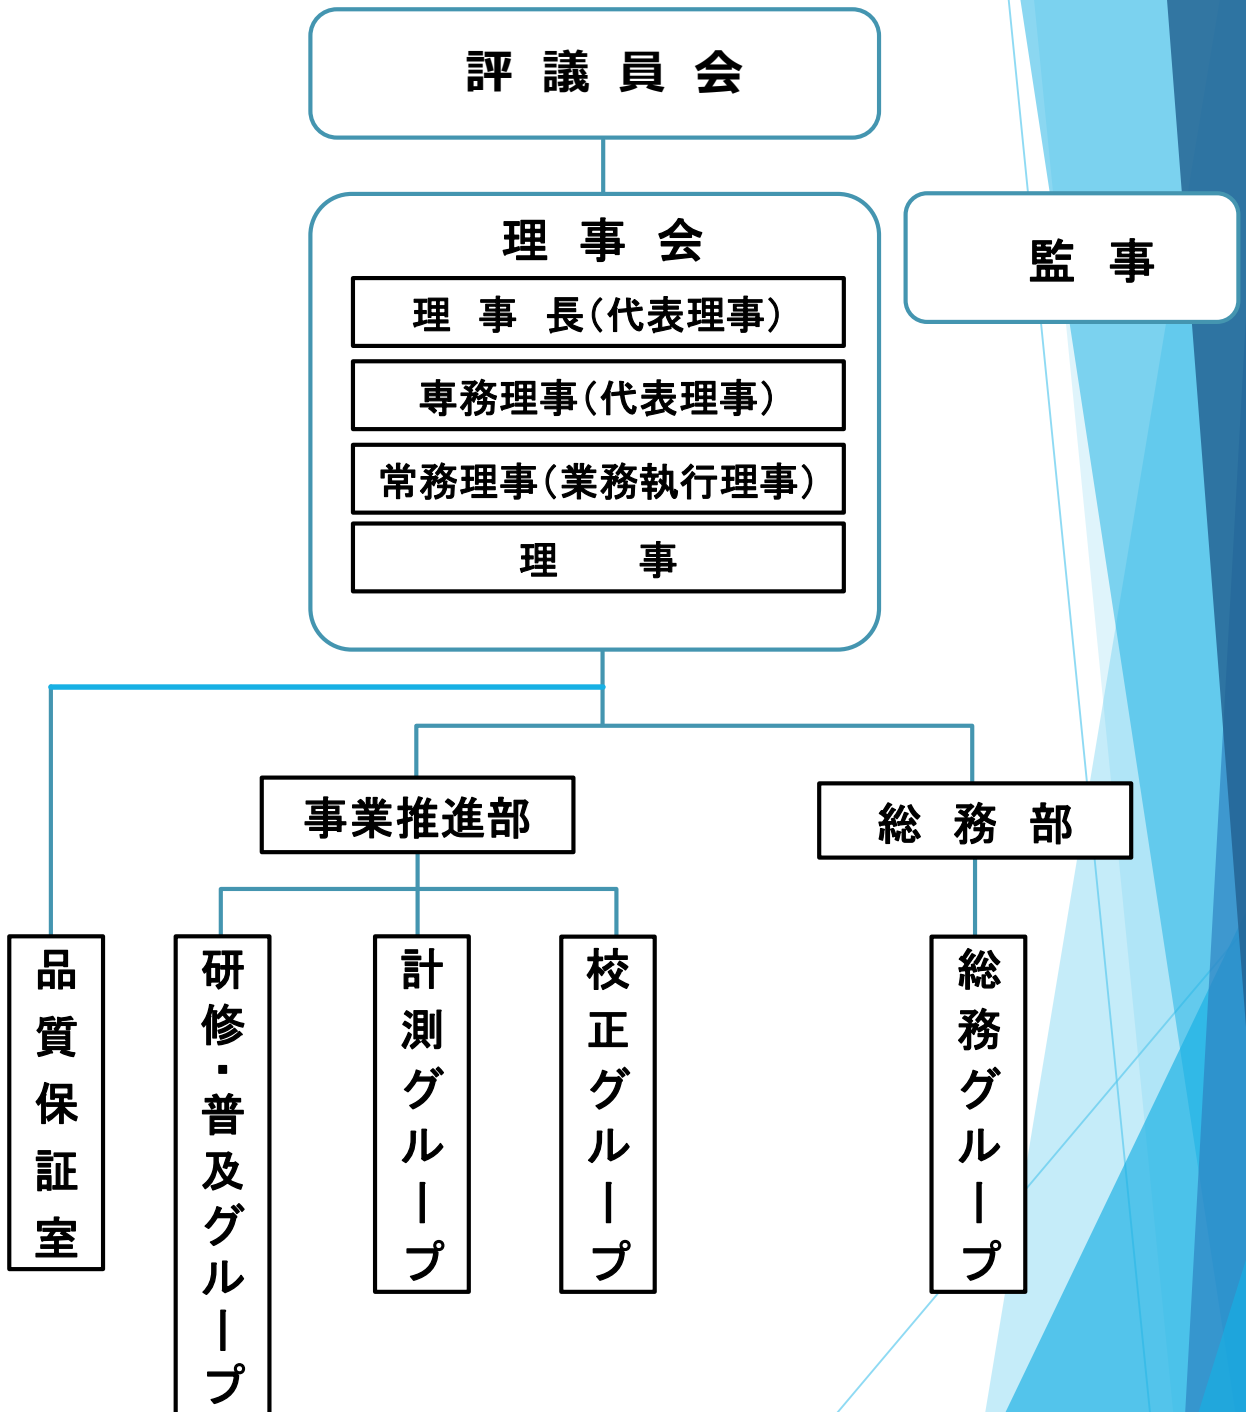 評議員会
理事会
監事
理事長(代表理事)
専務理事(代表理事)
常務理事(業務執行理事)
理事
事業推進部
総務部
品質保証室
研修・普及グループ
計測グループ
校正グループ
総務グループ